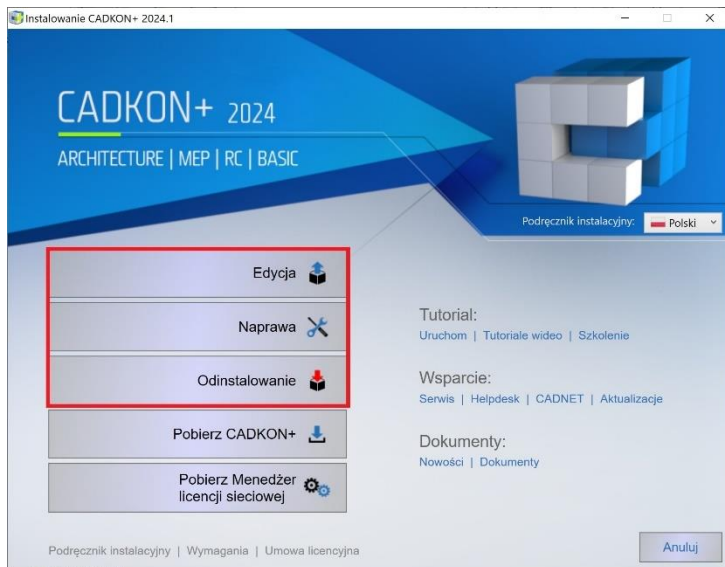 Instalowanie CADKON+ 2024.1
CADKON+ 2024
ARCHITECTURE | MEP | RC | BASIC
Podręcznik instalacyjny: Polski
Edycja
Naprawa
Odinstalowanie
Pobierz CADKON+
Pobierz Menedżer
licencji sieciowej
Tutorial:
Uruchom | Tutoriale wideo | Szkolenie
Wsparcie:
Serwis | Helpdesk | CADNET | Aktualizacje
Dokumenty:
Nowości | Dokumenty
Podręcznik instalacyjny | Wymagania | Umowa licencyjna
Anuluj